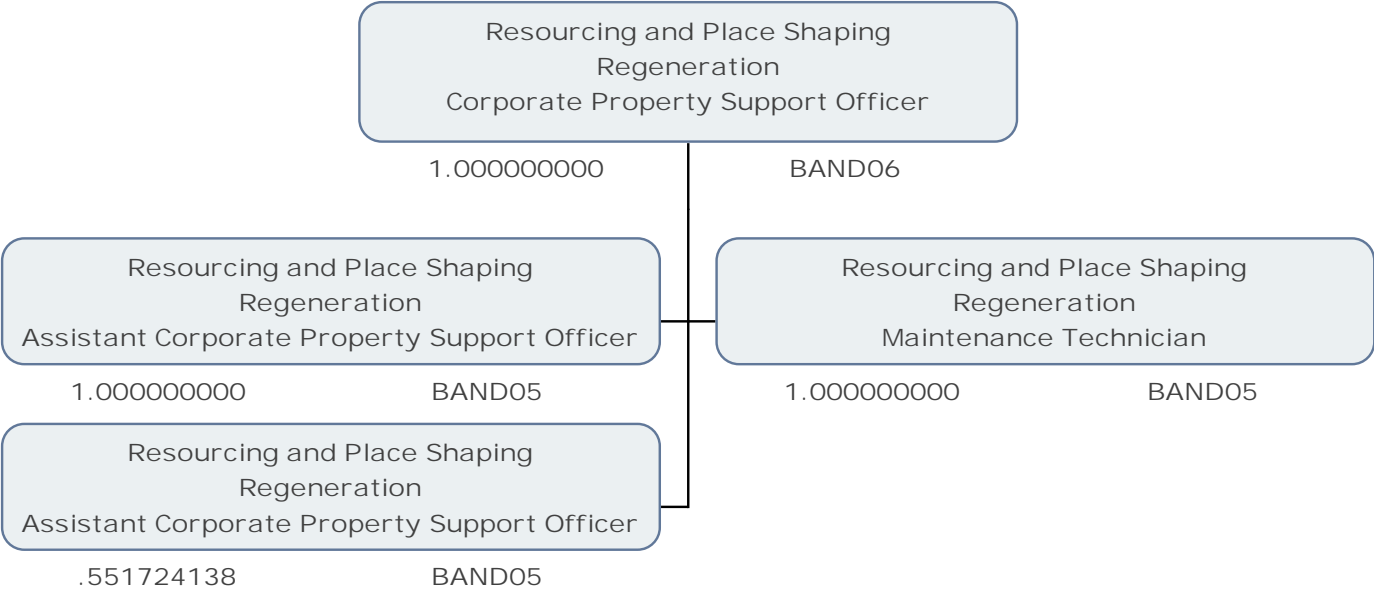 Resourcing and Place Shaping
Regeneration
Corporate Property Support Officer
1.000000000 BAND06
Resourcing and Place Shaping
Regeneration
Assistant Corporate Property Support Officer
1.000000000 BAND05
Resourcing and Place Shaping
Regeneration
Maintenance Technician
1.000000000 BAND05
Resourcing and Place Shaping
Regeneration
Assistant Corporate Property Support Officer
.551724138 BAND05